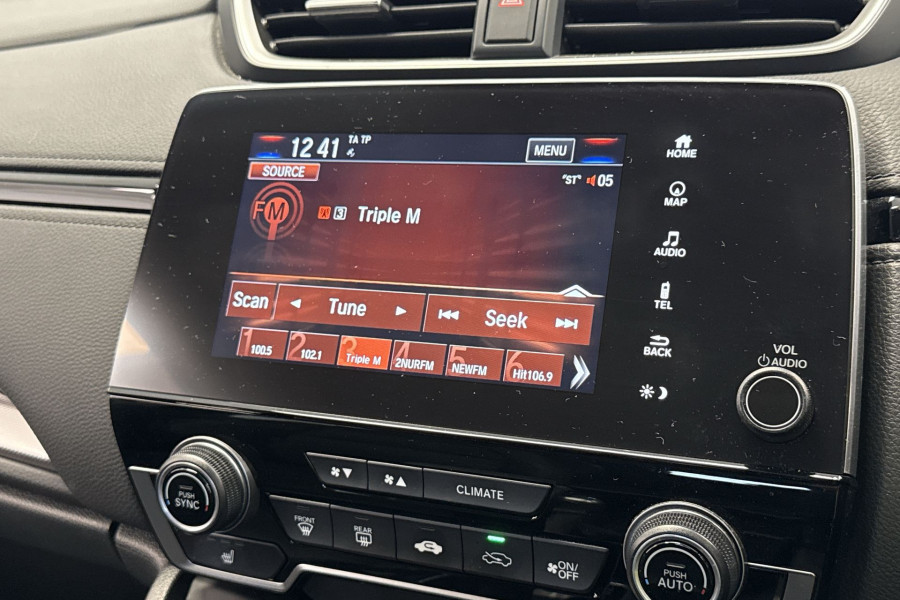 12 41 TA TP MENU
SOURCE
"ST" 05
FM
A 3 Triple M
Scan Tune Seek
1 100.5 2 102.1 3 Triple M 4 2NURFM 5 NEWFM 6 Hit106.9
HOME
MAP
AUDIO
TEL
BACK
VOL
AUDIO
PUSH
SYNC
CLIMATE
FRONT
REAR
ON/
OFF
PUSH
AUTO